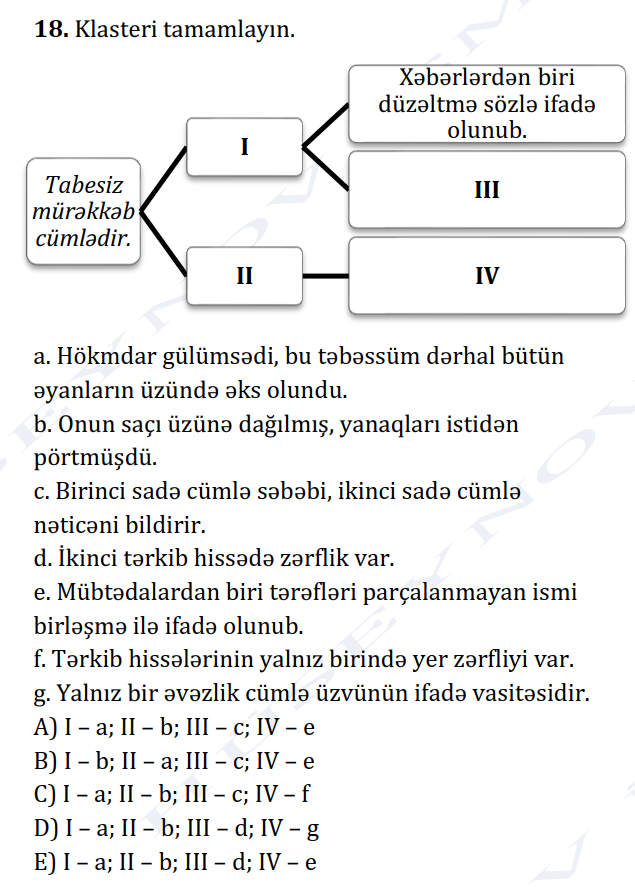 18. Klasteri tamamlayın.
Xəbərlərdən biri
düzəltmə sözlə ifadə
olunub.
I
Tabesiz
mürəkkəb
cümlədir.
III
II
IV
a. Hökmdar gülümsədi, bu təbəssüm dərhal bütün
əyanların üzündə əks olundu.
b. Onun saçı üzünə dağılmış, yanaqları istidən
pörtmüşdü.
c. Birinci sadə cümlə səbəbi, ikinci sadə cümlə
nəticəni bildirir.
d. İkinci tərkib hissədə zərflik var.
e. Mübtədalardan biri tərəfləri parçalanmayan ismi
birləşmə ilə ifadə olunub.
f. Tərkib hissələrinin yalnız birində yer zərfliyi var.
g. Yalnız bir əvəzlik cümlə üzvünün ifadə vasitəsidir.
A) I – a; II – b; III – c; IV – e
B) I – b; II – a; III – c; IV – e
C) I – a; II – b; III – c; IV – f
D) I – a; II – b; III – d; IV – g
E) I – a; II – b; III – d; IV – e